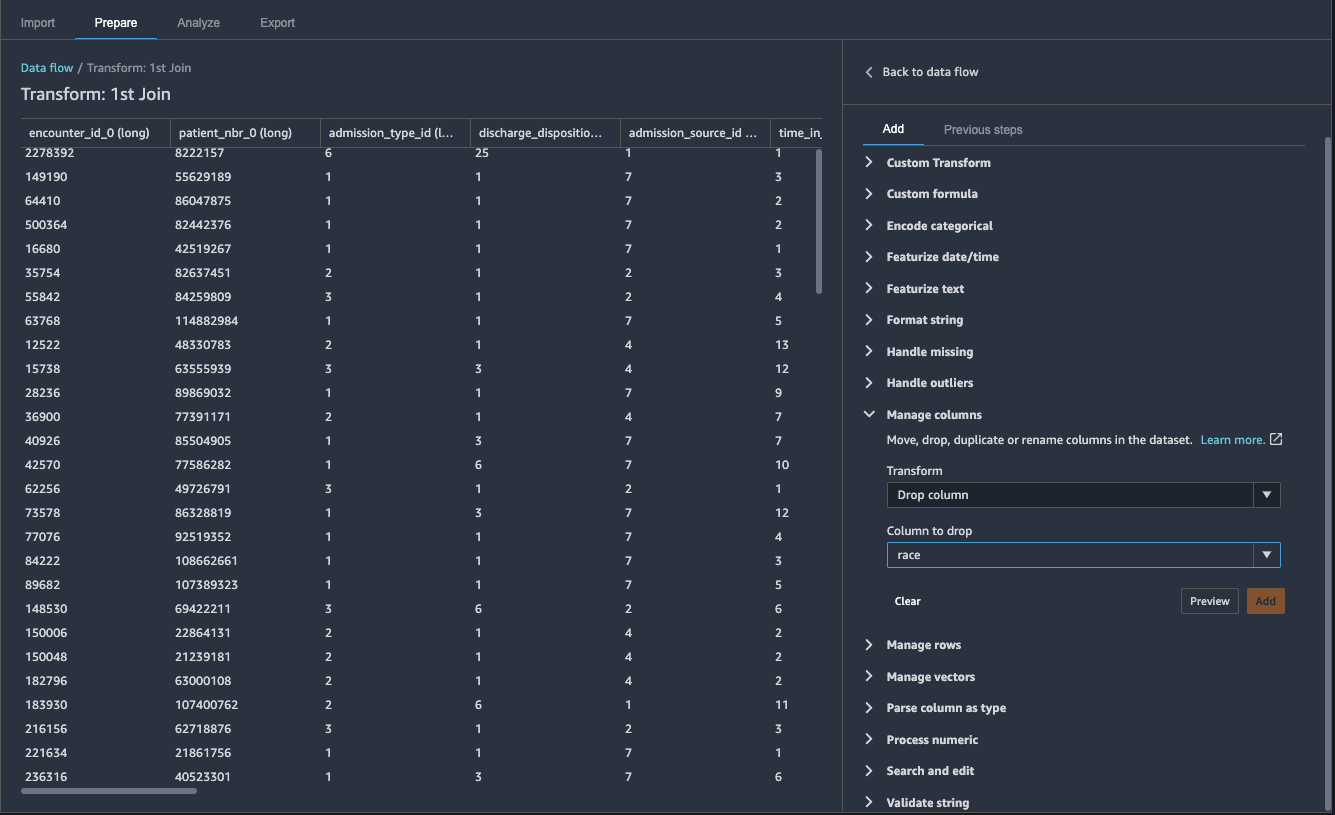 Import Prepare Analyze Export
Data flow / Transform: 1st Join
Transform: 1st Join
encounter_id_0 (long) patient_nbr_0 (long) admission_type_id (l... discharge_dispositio... admission_source_id ... time_in_
2278392 8222157 6 25 1 1
149190 55629189 1 1 7 3
64410 86047875 1 1 7 2
500364 82442376 1 1 7 2
16680 42519267 1 1 7 1
35754 82637451 2 1 2 3
55842 84259809 3 1 2 4
63768 114882984 1 1 7 5
12522 48330783 2 1 4 13
15738 63555939 3 3 4 12
28236 89869032 1 1 7 9
36900 77391171 2 1 4 7
40926 85504905 1 3 7 7
42570 77586282 1 6 7 10
62256 49726791 3 1 2 1
73578 86328819 1 3 7 12
77076 92519352 1 1 7 4
84222 108662661 1 1 7 3
89682 107389323 1 1 7 5
148530 69422211 3 6 2 6
150006 22864131 2 1 4 2
150048 21239181 2 1 4 2
182796 63000108 2 1 4 2
183930 107400762 2 6 1 11
216156 62718876 3 1 2 3
221634 21861756 1 1 7 1
236316 40523301 1 3 7 6
Back to data flow
Add Previous steps
Custom Transform
Custom formula
Encode categorical
Featurize date/time
Featurize text
Format string
Handle missing
Handle outliers
Manage columns
Move, drop, duplicate or rename columns in the dataset. Learn more.
Transform
Drop column
Column to drop
race
Clear Preview Add
Manage rows
Manage vectors
Parse column as type
Process numeric
Search and edit
Validate string